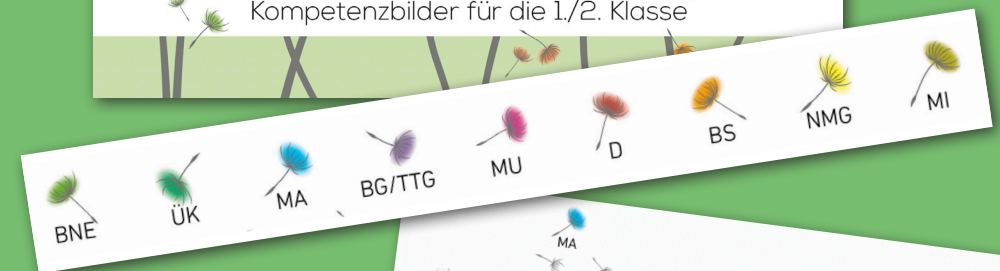 Kompetenzbilder für die 1./2. Klasse
BNE ÜK MA BG/TTG MU D BS NMG MI
MA